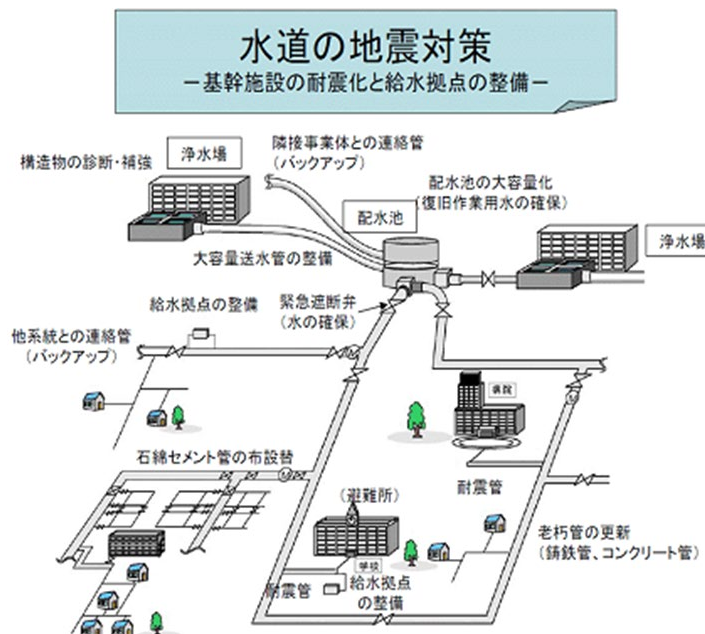 水道の地震対策
－基幹施設の耐震化と給水拠点の整備－
構造物の診断・補強
浄水場
隣接事業体との連絡管
（バックアップ）
配水池
配水池の大容量化
（復旧作業用水の確保）
浄水場
大容量送水管の整備
給水拠点の整備
緊急遮断弁
（水の確保）
他系統との連絡管
（バックアップ）
病院
石綿セメント管の布設替
耐震管
（避難所）
老朽管の更新
（鋳鉄管、コンクリート管）
学校
耐震管
給水拠点
の整備